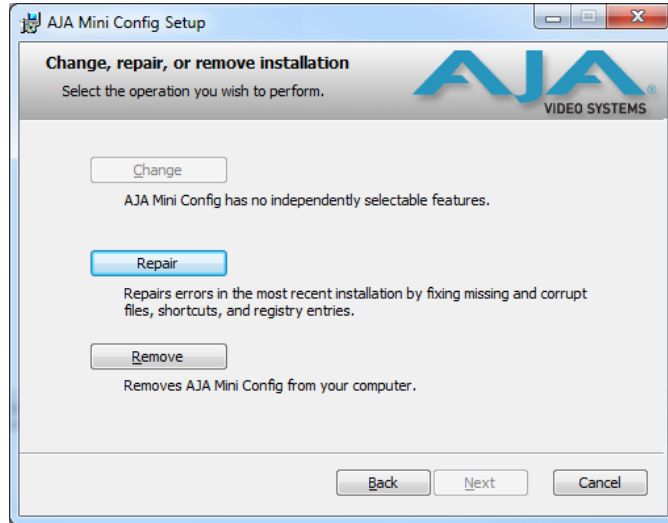 AJA Mini Config Setup
Change, repair, or remove installation
Select the operation you wish to perform.
AJA®
VIDEO SYSTEMS
Change
AJA Mini Config has no independently selectable features.
Repair
Repairs errors in the most recent installation by fixing missing and corrupt
files, shortcuts, and registry entries.
Remove
Removes AJA Mini Config from your computer.
Back
Next
Cancel